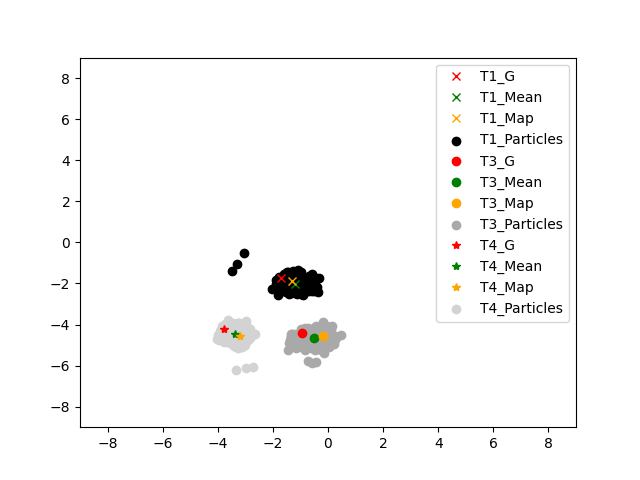 8
6
4
2
0
−2
−4
−6
−8
−8 −6 −4 −2 0 2 4 6 8
T1_G
T1_Mean
T1_Map
T1_Particles
T3_G
T3_Mean
T3_Map
T3_Particles
T4_G
T4_Mean
T4_Map
T4_Particles